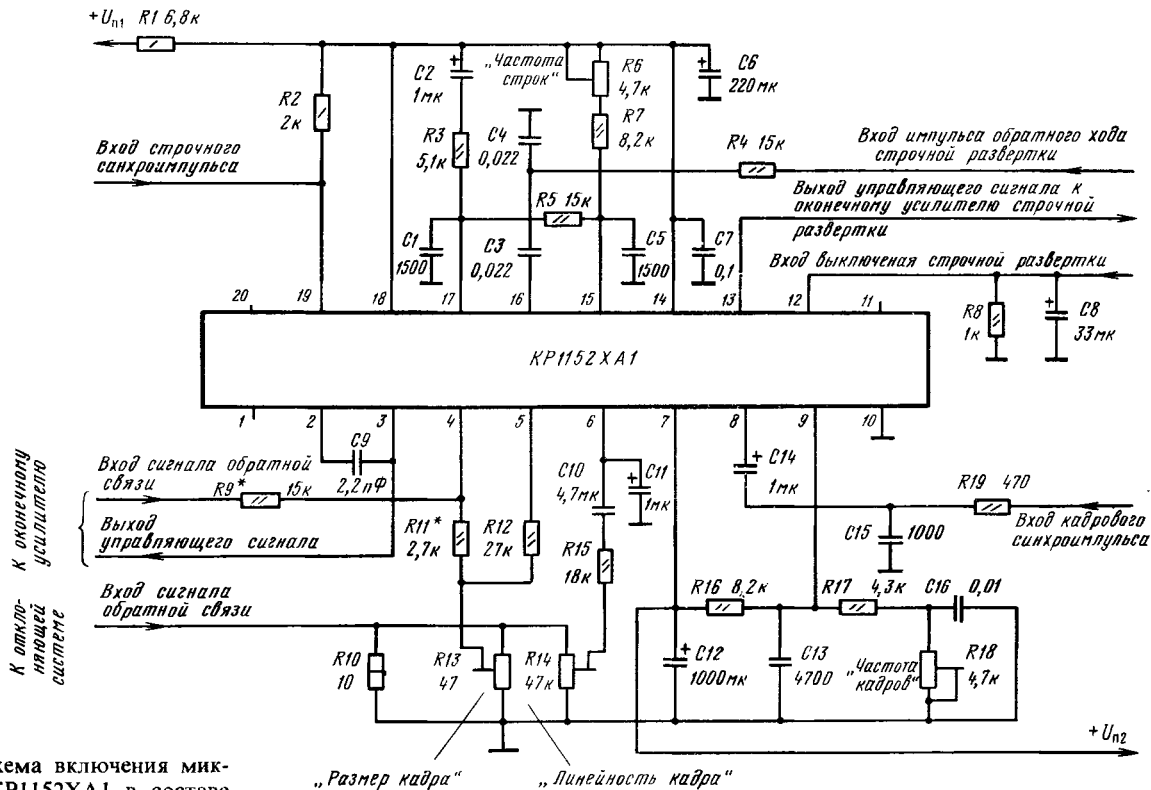 +Uп1 R1 6,8к
R2
2к
C2
1мк
R3
5,1к
„Частота
строк“
R6
4,7к
R7
8,2к
C4
0,022
C6
220мк
R4 15к
Вход импульса обратного хода
строчной развертки
Вход строчного
санхроимпульса
R5 15к
Выход управляющего сигнала к
оконечному усилителю строчной
развертки
C1
1500
C3
0,022
C5
1500
C7
0,1
Вход выключеня строчной развертки
R8
1к
C8
33мк
20 19 18 17 16 15 14 13 12 11
КР1152ХА1
1 2 3 4 5 6 7 8 9 10
К оконечному
усилителю
Вход сигнала обратной
связи
R9* 15к
C9
2,2пФ
Выход
управляющего сигнала
R11*
2,7к
R12
27к
C10
4,7мк
C11
1мк
R15
18к
C14
1мк
R19 470
Вход кадрового
синхроимпульса
C15
1000
К откло-
няющей
системе
Вход сигнала
обратной связи
R10
10
R13
47
R14
47к
R16 8,2к
R17 4,3к
C16 0,01
C12
1000мк
C13
4700
„Частота
кадров“
R18
4,7к
+Uп2
„Размер кадра“
„Линейность кадра“
хема включения мик-